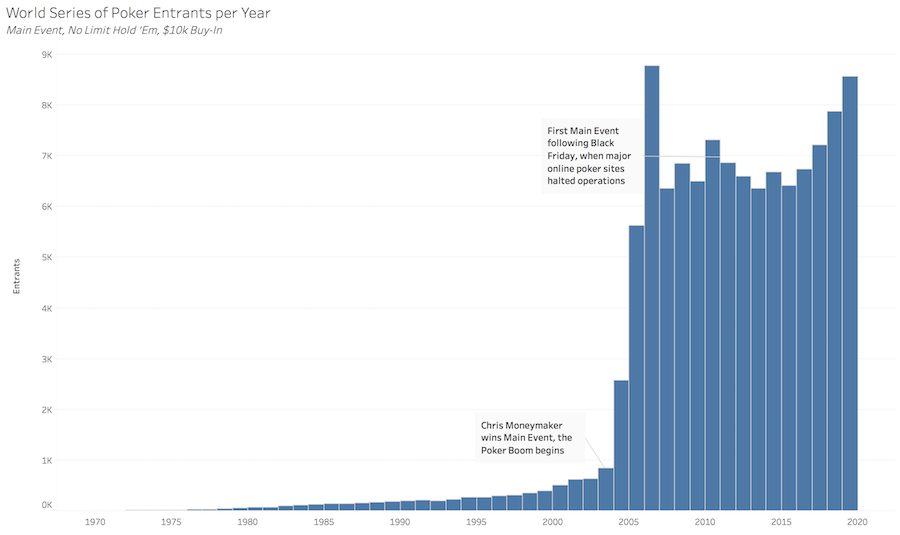 World Series of Poker Entrants per Year
Main Event, No Limit Hold 'Em, $10k Buy-In
9K
8K
7K
6K
5K
4K
3K
2K
1K
0K
Entrants
First Main Event
following Black
Friday, when major
online poker sites
halted operations
Chris Moneymaker
wins Main Event, the
Poker Boom begins
1970
1975
1980
1985
1990
1995
2000
2005
2010
2015
2020